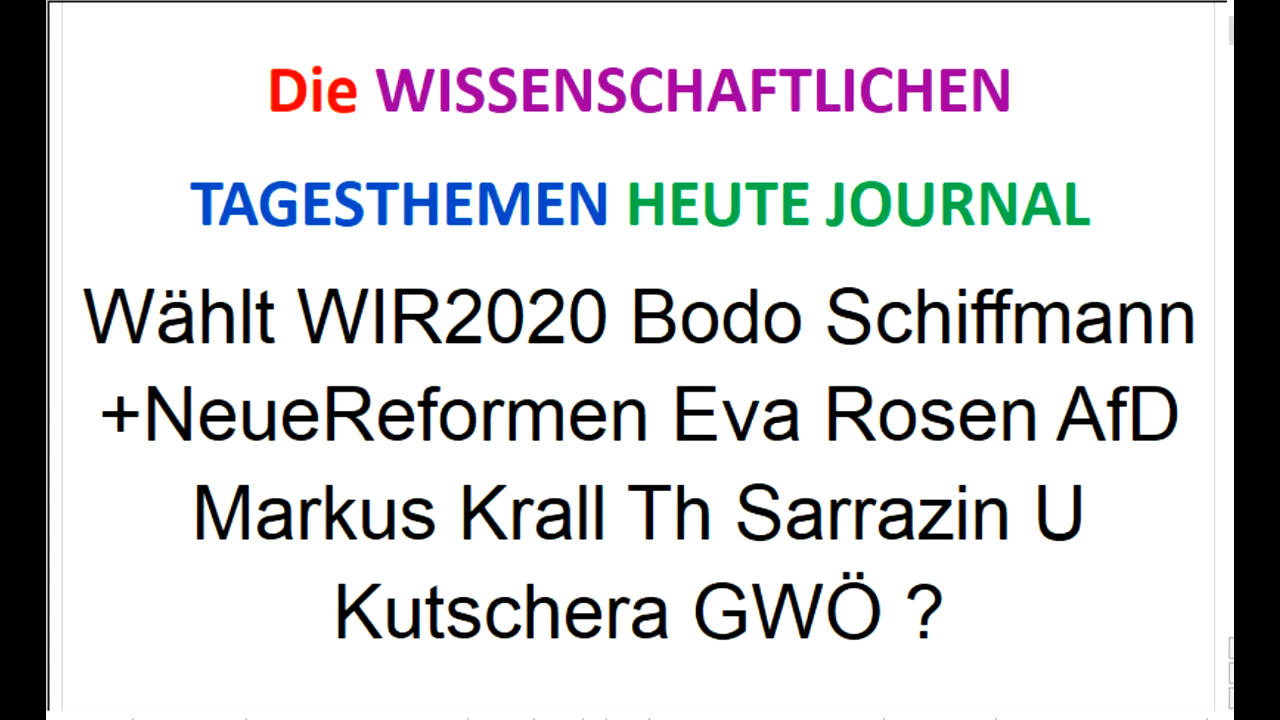 Die WISSENSCHAFTLICHEN
TAGESTHEMEN HEUTE JOURNAL
Wählt WIR2020 Bodo Schiffmann
+NeueReformen Eva Rosen AfD
Markus Krall Th Sarrazin U
Kutschera GWÖ ?